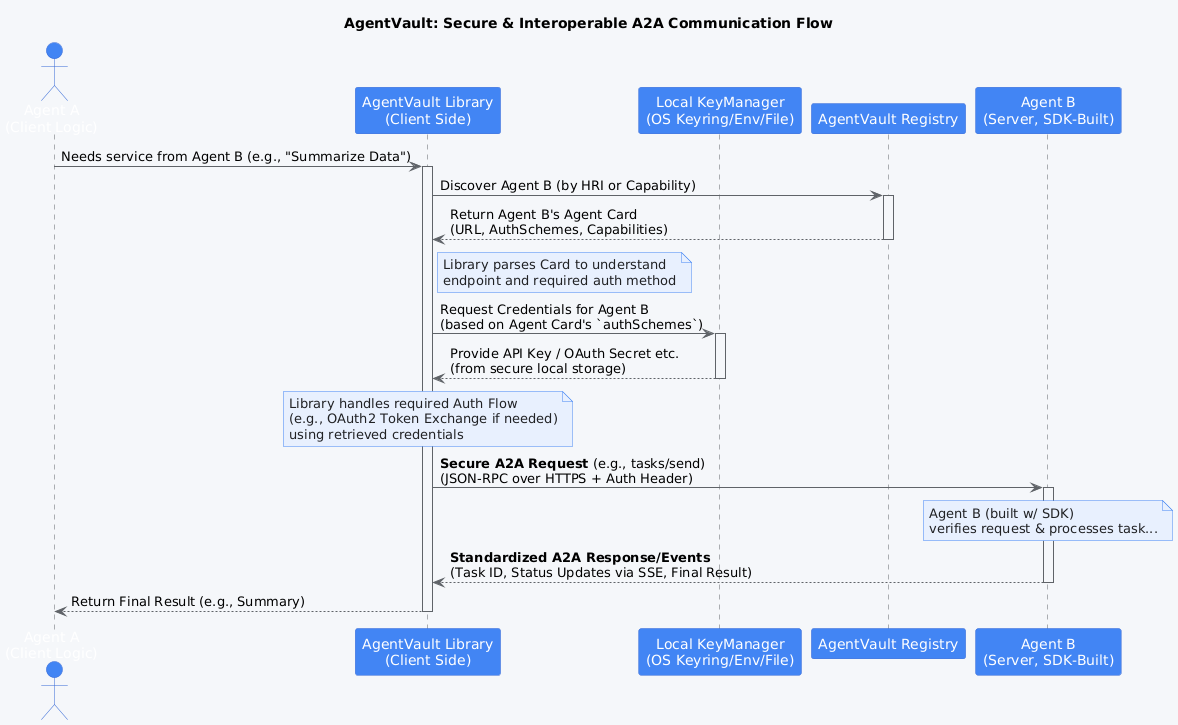 AgentVault: Secure & Interoperable A2A Communication Flow
Agent A
(Client Logic)
AgentVault Library
(Client Side)
Local KeyManager
(OS Keyring/Env/File)
AgentVault Registry
Agent B
(Server, SDK-Built)
Needs service from Agent B (e.g., "Summarize Data")
Discover Agent B (by HRI or Capability)
Return Agent B's Agent Card
(URL, AuthSchemes, Capabilities)
Library parses Card to understand
endpoint and required auth method
Request Credentials for Agent B
(based on Agent Card's `authSchemes`)
Provide API Key / OAuth Secret etc.
(from secure local storage)
Library handles required Auth Flow
(e.g., OAuth2 Token Exchange if needed)
using retrieved credentials
Secure A2A Request (e.g., tasks/send)
(JSON-RPC over HTTPS + Auth Header)
Agent B (built w/ SDK)
verifies request & processes task...
Standardized A2A Response/Events
(Task ID, Status Updates via SSE, Final Result)
Return Final Result (e.g., Summary)
Agent A
(Client Logic)
AgentVault Library
(Client Side)
Local KeyManager
(OS Keyring/Env/File)
AgentVault Registry
Agent B
(Server, SDK-Built)